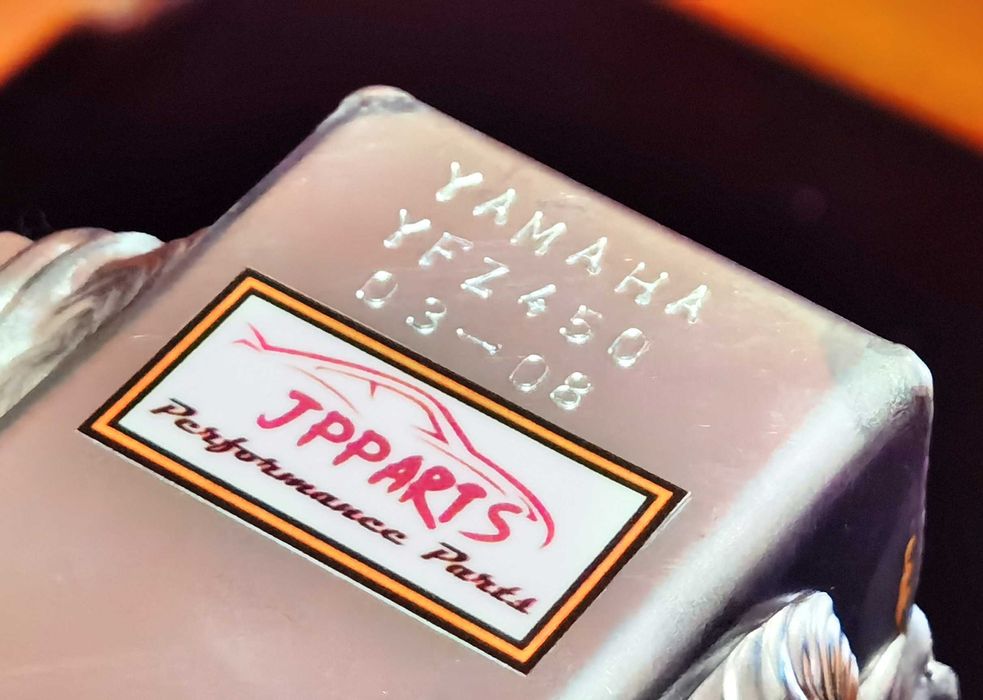 YAMAHA
YFZ450
03-08
JPPARTS
Performance Parts